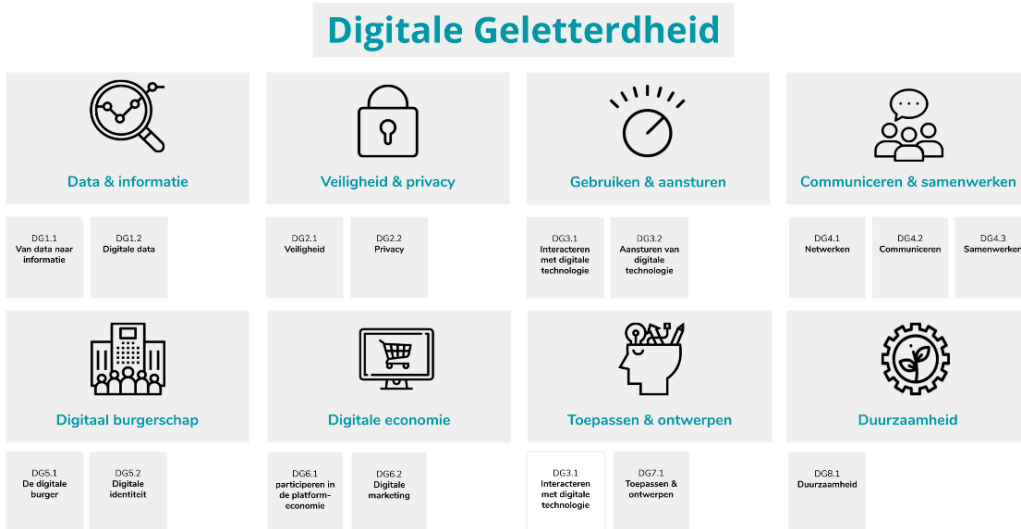 Digitale Geletterdheid
Data & informatie
Veiligheid & privacy
Gebruiken & aansturen
Communiceren & samenwerken
DG1.1
Van data naar
informatie
DG1.2
Digitale data
DG2.1
Veiligheid
DG2.2
Privacy
DG3.1
Interacteren
met digitale
technologie
DG3.2
Aansturen van
digitale
technologie
DG4.1
Netwerken
DG4.2
Communiceren
DG4.3
Samenwerken
Digitaal burgerschap
Digitale economie
Toepassen & ontwerpen
Duurzaamheid
DG5.1
De digitale
burger
DG5.2
Digitale
identiteit
DG6.1
participeren in
de platform-
economie
DG6.2
Digitale
marketing
DG3.1
Interacteren
met digitale
technologie
DG7.1
Toepassen &
ontwerpen
DG8.1
Duurzaamheid